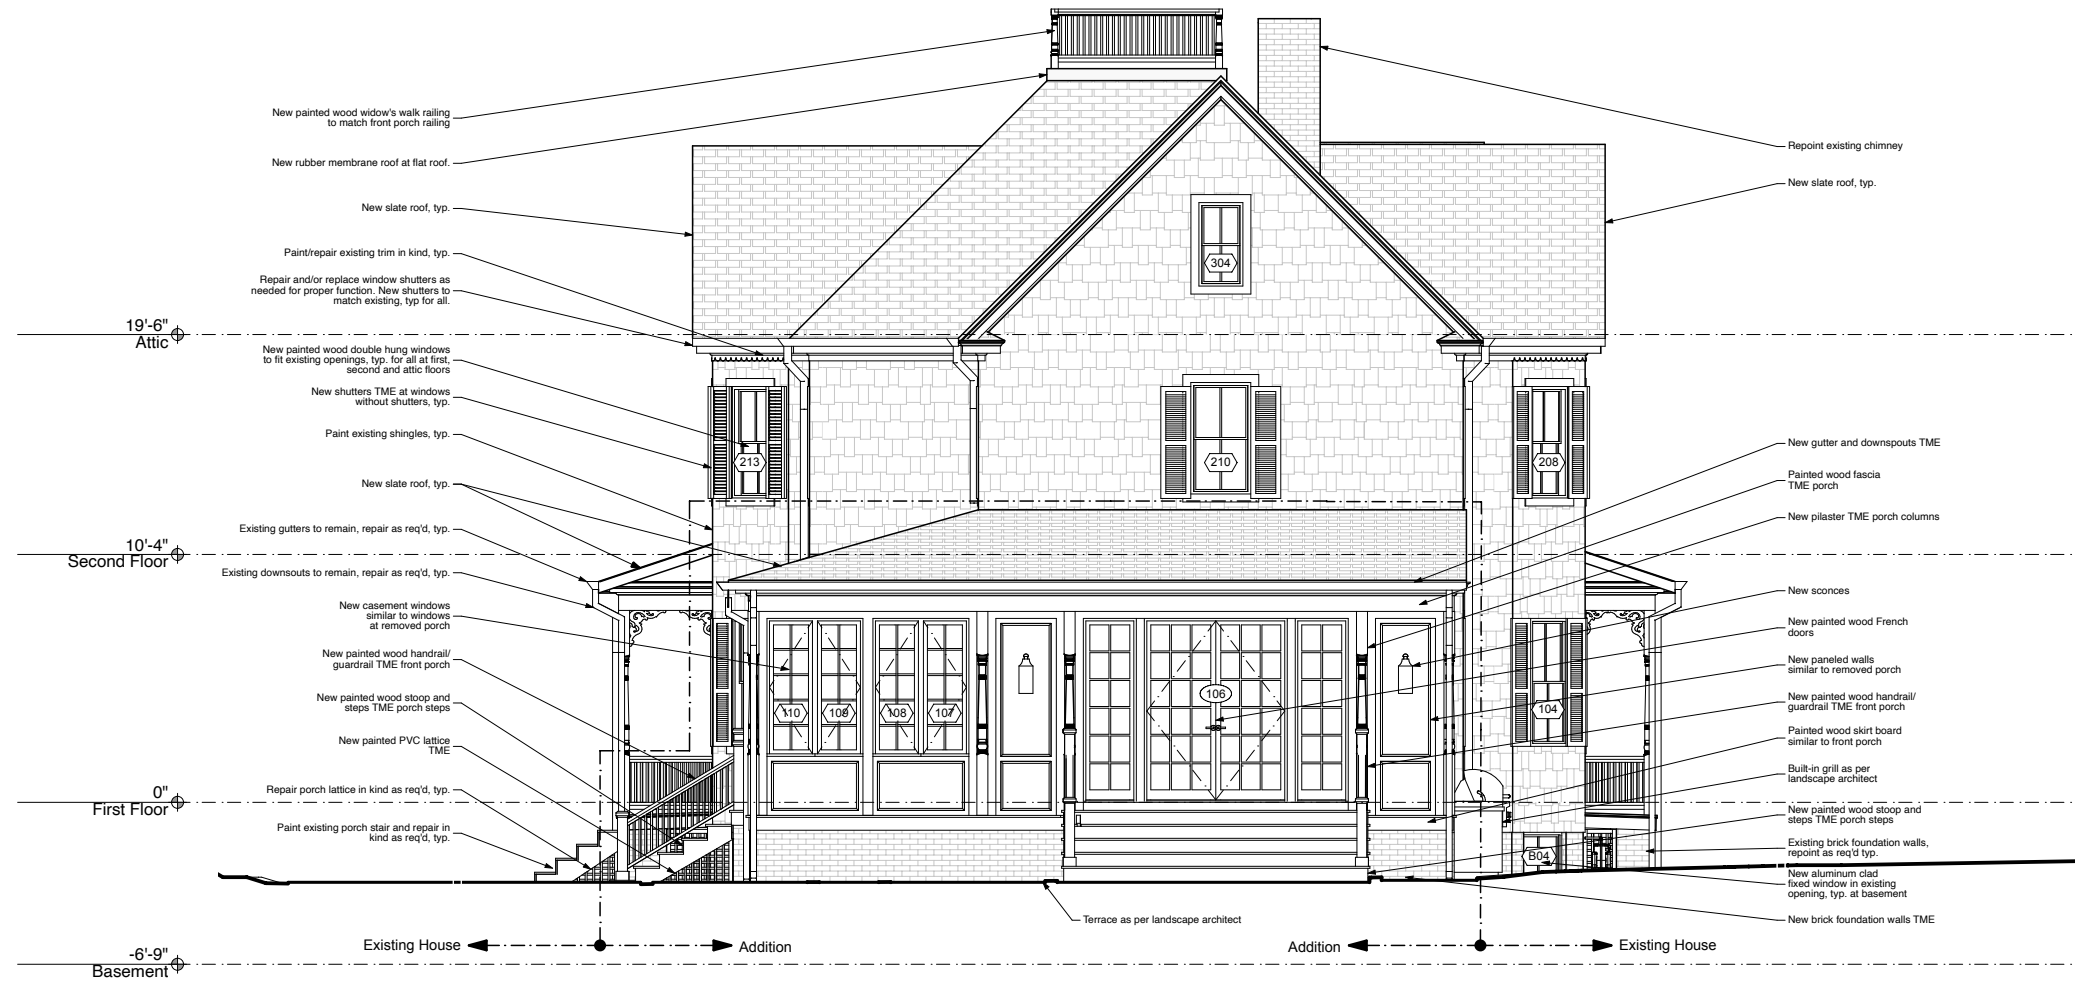 New painted wood widow's walk railing
to match front porch railing
New rubber membrane roof at flat roof.
New slate roof, typ.
Paint/repair existing trim in kind, typ.
Repair and/or replace window shutters as
needed for proper function. New shutters to
match existing, typ for all.
19'-6"
Attic
New painted wood double hung windows
to fit existing openings, typ. for all at first,
second and attic floors
New shutters TME at windows
without shutters, typ.
Paint existing shingles, typ.
New slate roof, typ.
Existing gutters to remain, repair as req'd, typ.
10'-4"
Second Floor
Existing downsouts to remain, repair as req'd, typ.
New casement windows
similar to windows
at removed porch
New painted wood handrail/
guardrail TME front porch
New painted wood stoop and
steps TME porch steps
New painted PVC lattice
TME
0"
First Floor
Repair porch lattice in kind as req'd, typ.
Paint existing porch stair and repair in
kind as req'd, typ.
-6'-9"
Basement
304
213
210
208
110
109
108
107
106
104
B04
Repoint existing chimney
New slate roof, typ.
New gutter and downspouts TME
Painted wood fascia
TME porch
New pilaster TME porch columns
New sconces
New painted wood French
doors
New paneled walls
similar to removed porch
New painted wood handrail/
guardrail TME front porch
Painted wood skirt board
similar to front porch
Built-in grill as per
landscape architect
New painted wood stoop and
steps TME porch steps
Existing brick foundation walls,
repoint as req'd typ.
New aluminum clad
fixed window in existing
opening, typ. at basement
New brick foundation walls TME
Terrace as per landscape architect
Existing House
Addition
Addition
Existing House